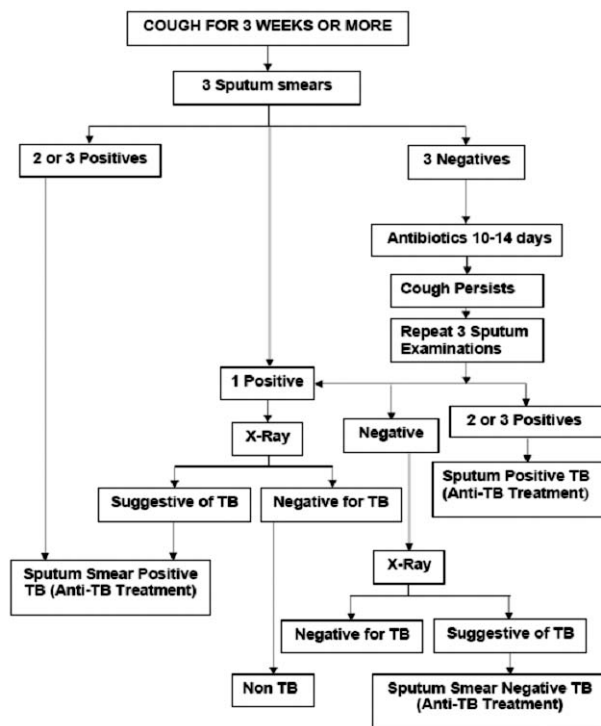 COUGH FOR 3 WEEKS OR MORE
3 Sputum smears
2 or 3 Positives
3 Negatives
Antibiotics 10-14 days
Cough Persists
Repeat 3 Sputum
Examinations
1 Positive
Negative
2 or 3 Positives
X-Ray
Sputum Positive TB
(Anti-TB Treatment)
Suggestive of TB
Negative for TB
X-Ray
Sputum Smear Positive
TB (Anti-TB Treatment)
Negative for TB
Suggestive of TB
Non TB
Sputum Smear Negative TB
(Anti-TB Treatment)